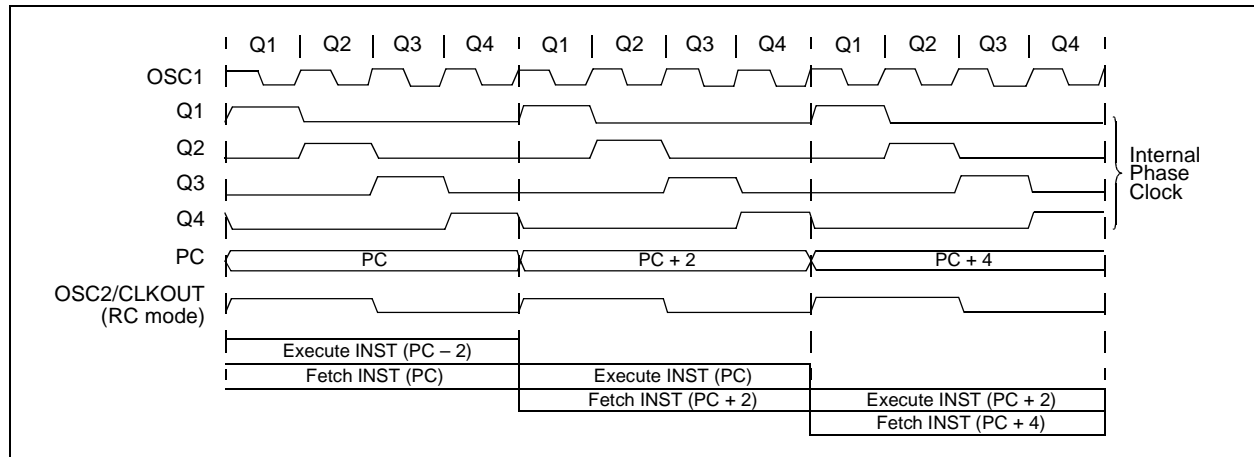 Q1 Q2 Q3 Q4 Q1 Q2 Q3 Q4 Q1 Q2 Q3 Q4
OSC1
Q1
Q2
Q3
Q4
Internal
Phase
Clock
PC PC PC + 2 PC + 4
OSC2/CLKOUT
(RC mode)
Execute INST (PC – 2)
Fetch INST (PC) Execute INST (PC)
Fetch INST (PC + 2) Execute INST (PC + 2)
Fetch INST (PC + 4)